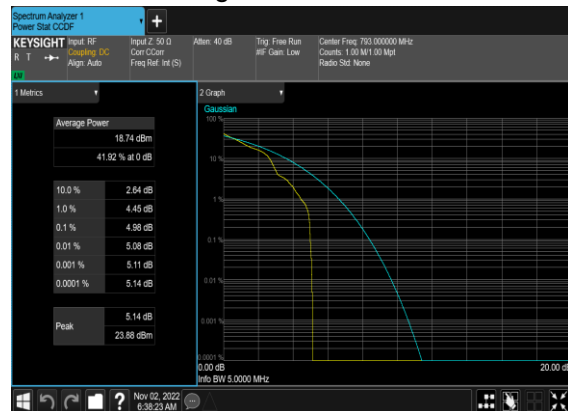 Spectrum Analyzer 1
Power Stat CCDF
+
KEYSIGHT Input: RF Input Z: 50 Ω Atten: 40 dB Trig: Free Run Center Freq: 793.000000 MHz
R T Coupling: DC Corr CCorr #IF Gain: Low Counts: 1.00 M/1.00 Mpt
Align: Auto Freq Ref: Int (S) Radio Std: None
1 Metrics
2 Graph
Average Power
18.74 dBm
41.92 % at 0 dB
10.0 % 2.64 dB
1.0 % 4.45 dB
0.1 % 4.98 dB
0.01 % 5.08 dB
0.001 % 5.11 dB
0.0001 % 5.14 dB
Peak 5.14 dB
23.88 dBm
Gaussian
100 %
10 %
1 %
0.1 %
0.01 %
0.001 %
0.0001 %
0.00 dB 20.00 dB
Info BW 5.0000 MHz
? Nov 02, 2022
6:38:23 AM